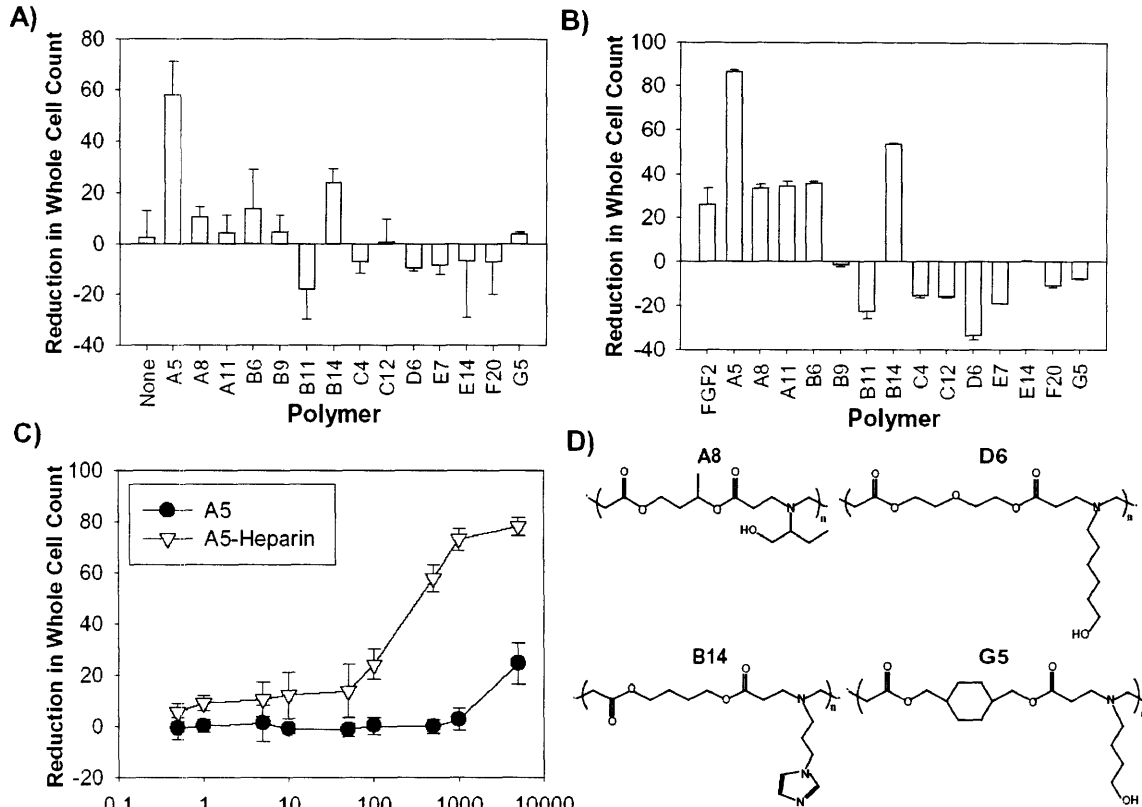 A)
Reduction in Whole Cell Count
80
60
40
20
0
-20
-40
None A5 A8 A11 B6 B9 B11 B14 C4 C12 D6 E7 E14 F20 G5
Polymer
B)
Reduction in Whole Cell Count
100
80
60
40
20
0
-20
-40
FGF2 A5 A8 A11 B6 B9 B11 B14 C4 C12 D6 E7 E14 F20 G5
Polymer
C)
Reduction in Whole Cell Count
100
80
60
40
20
0
-20
A5
A5-Heparin
0.1 1 10 100 1000 10000
D)
A8
O
O
O
O
N
n
HO
D6
O
O
O
O
O
N
n
HO
B14
O
O
O
O
N
n
N
N
G5
O
O
O
O
N
n
OH